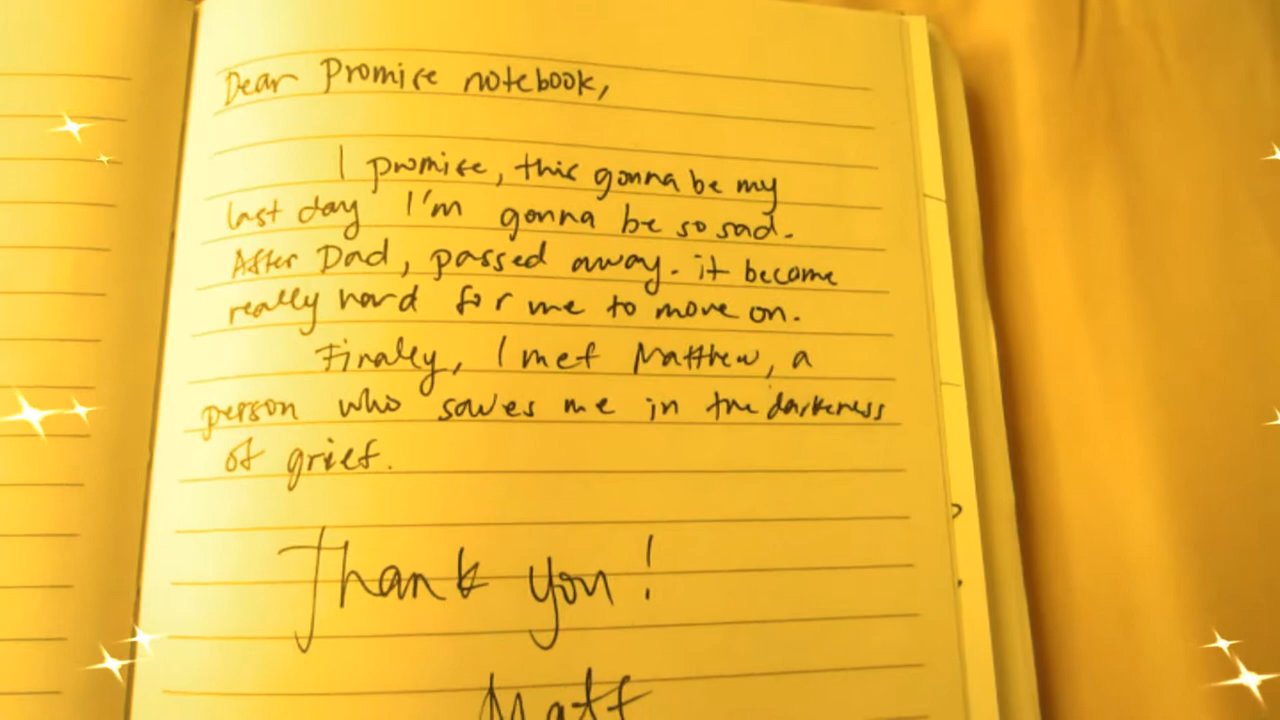 Dear Promise notebook,
I promise, this gonna be my
last day I'm gonna be so sad.
After Dad, passed away. it become
really hard for me to move on.
Finally, I met Matthew, a
person who saves me in the darkness
of grief.
Thank you!
Matt